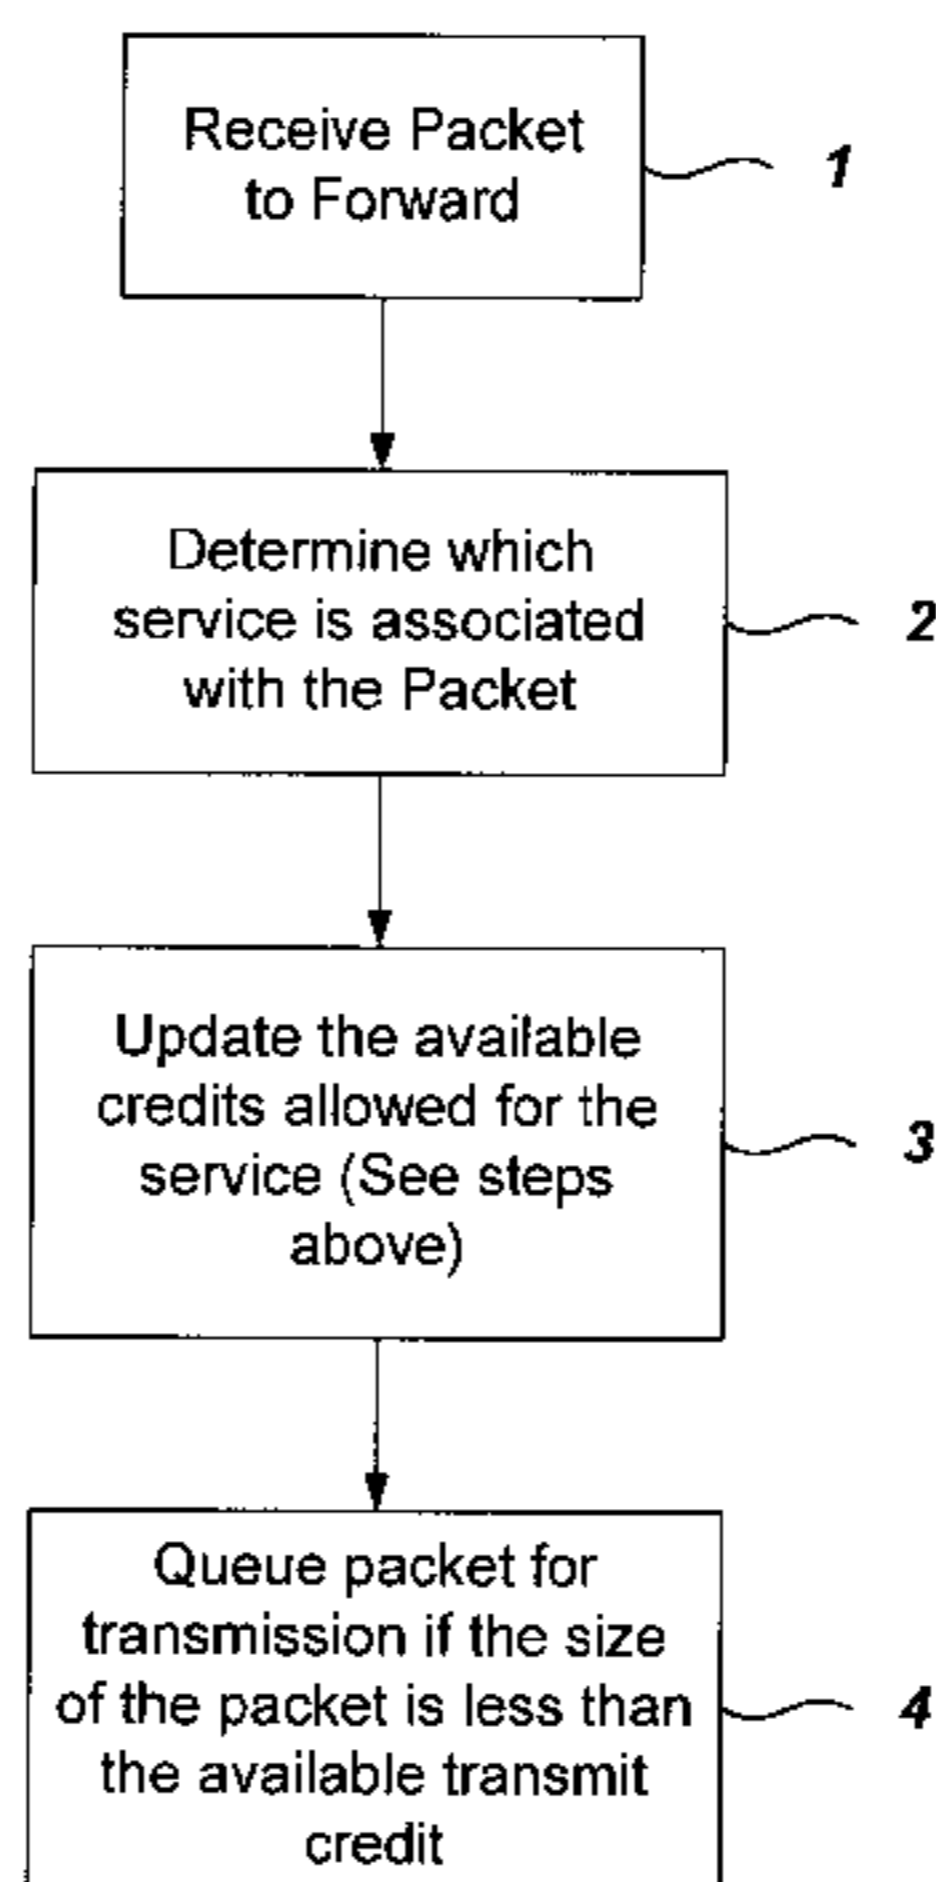 Receive Packet
to Forward
1
Determine which
service is associated
with the Packet
2
Update the available
credits allowed for the
service (See steps
above)
3
Queue packet for
transmission if the size
of the packet is less than
the available transmit
credit
4